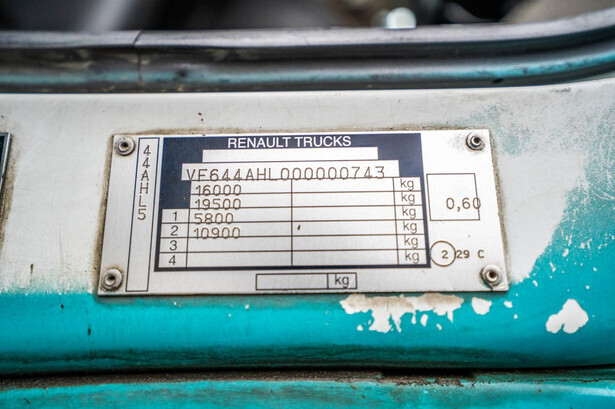 RENAULT TRUCKS
44AHL5
VF644AHL000000743
16000 kg
19500 kg
1 5800 kg
2 10900 kg
3 kg
4 kg
kg
0,60
2 29 C